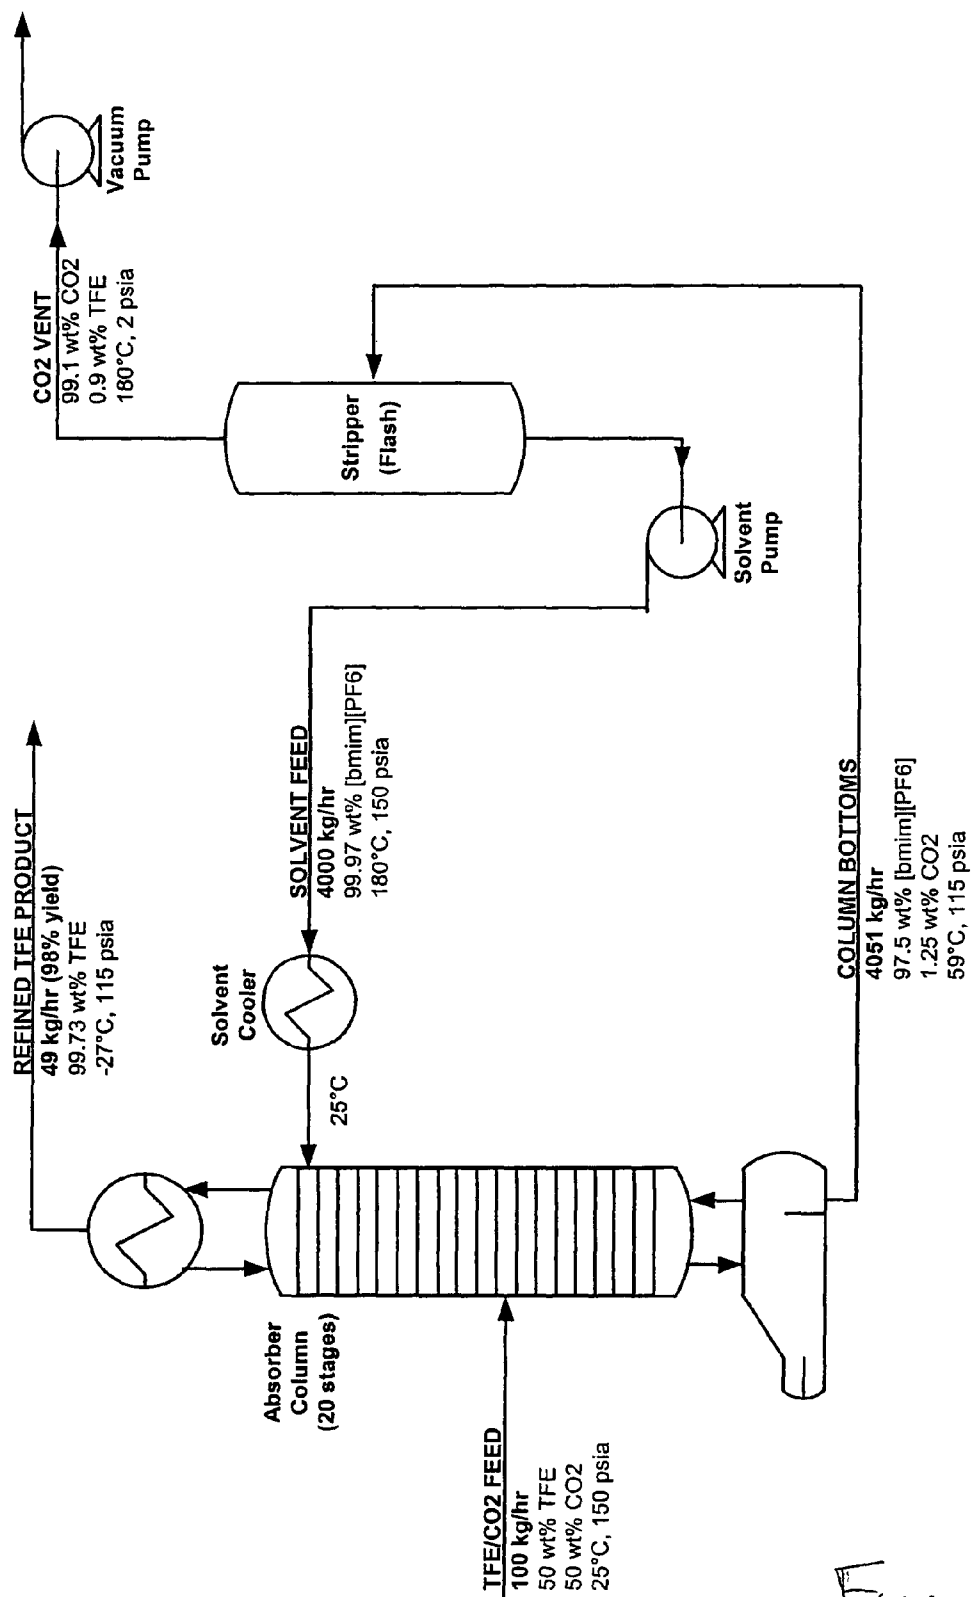 TFE/CO2 FEED
100 kg/hr
50 wt% TFE
50 wt% CO2
25°C, 150 psia
Absorber
Column
(20 stages)
REFINED TFE PRODUCT
49 kg/hr (98% yield)
99.73 wt% TFE
-27°C, 115 psia
25°C
Solvent
Cooler
SOLVENT FEED
4000 kg/hr
99.97 wt% [bmim][PF6]
180°C, 150 psia
COLUMN BOTTOMS
4051 kg/hr
97.5 wt% [bmim][PF6]
1.25 wt% CO2
59°C, 115 psia
Solvent
Pump
Stripper
(Flash)
CO2 VENT
99.1 wt% CO2
0.9 wt% TFE
180°C, 2 psia
Vacuum
Pump